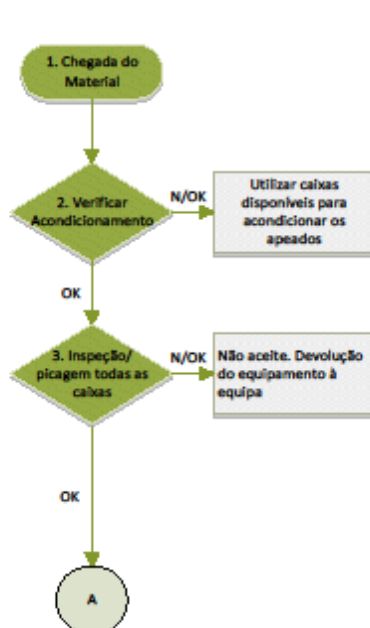 1. Chegada do
Material
2. Verificar
Acondicionamento
N/OK
Utilizar caixas
disponíveis para
acondicionar os
apeados
OK
3. Inspeção/
picagem todas as
caixas
N/OK
Não aceite. Devolução
do equipamento à
equipa
OK
A